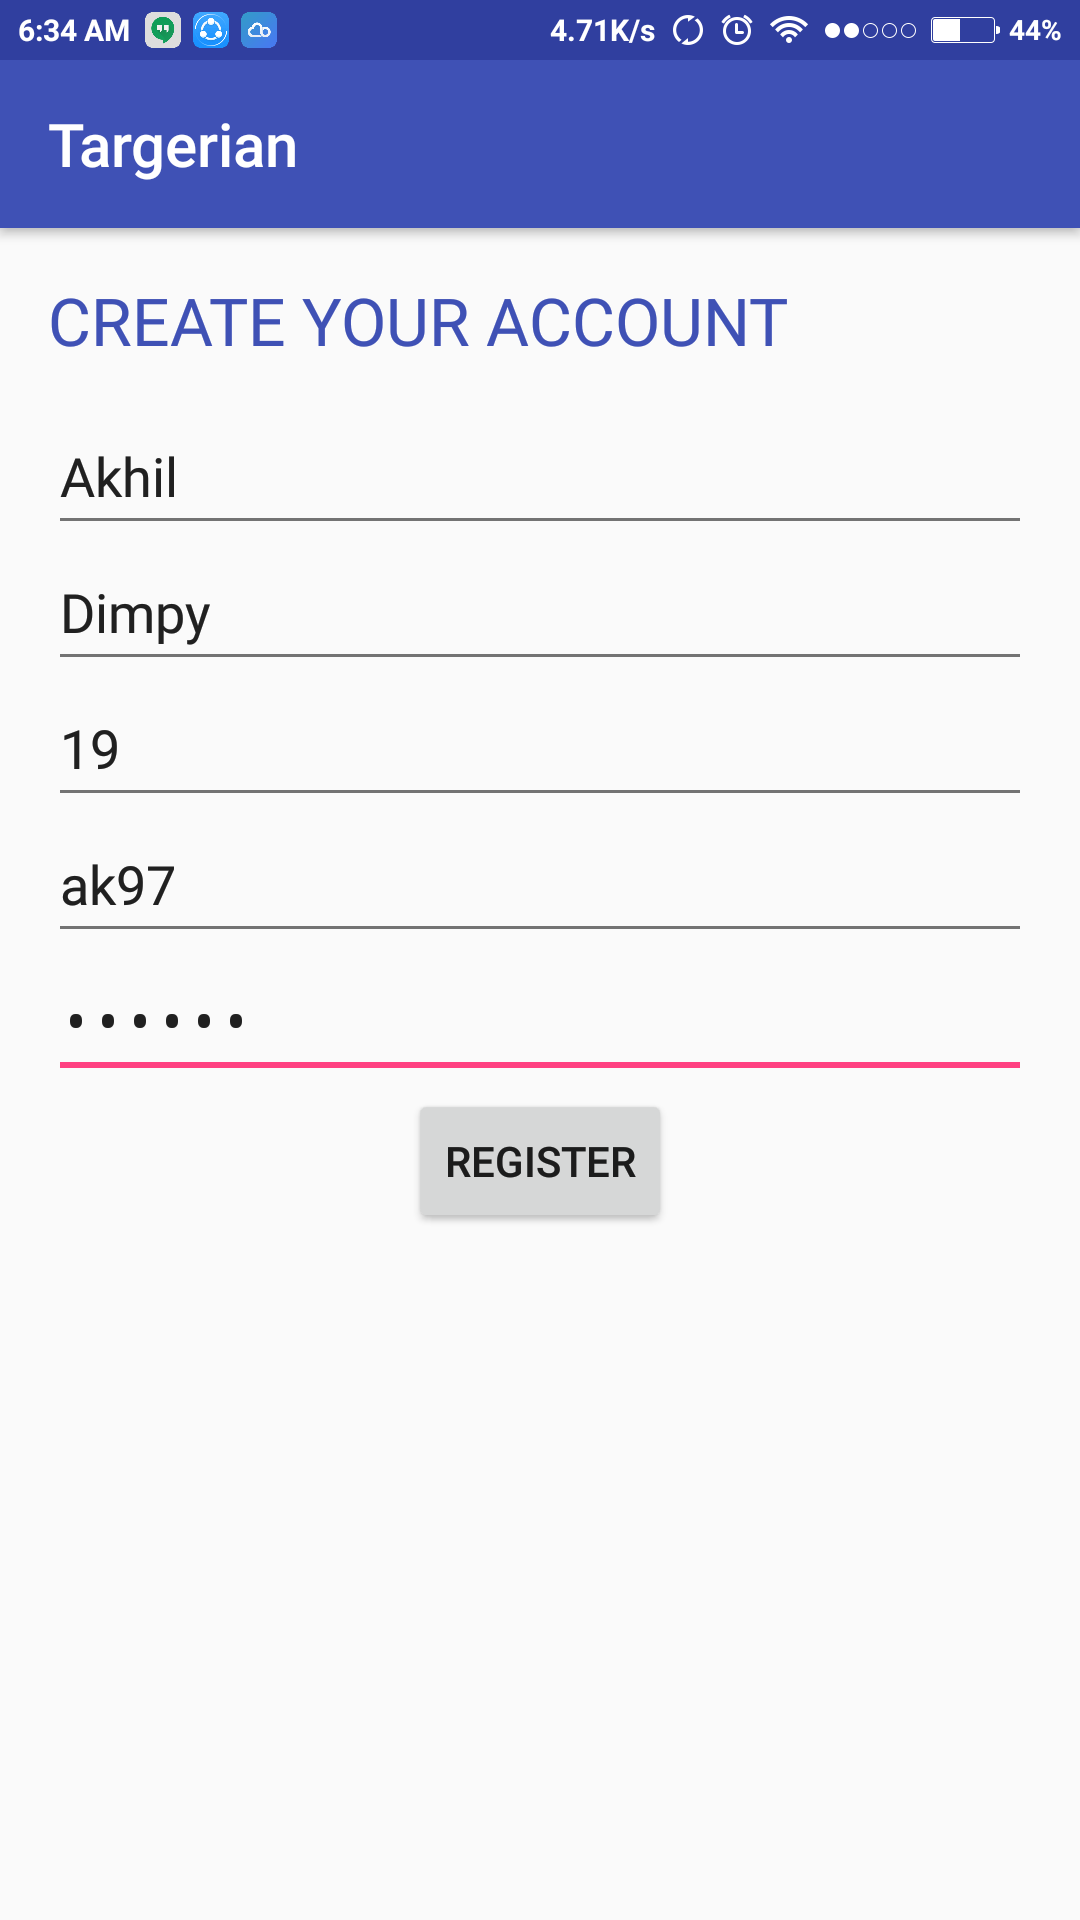 6:34 AM 4.71K/s 44%
Targerian
CREATE YOUR ACCOUNT
Akhil
Dimpy
19
ak97
••••••
REGISTER